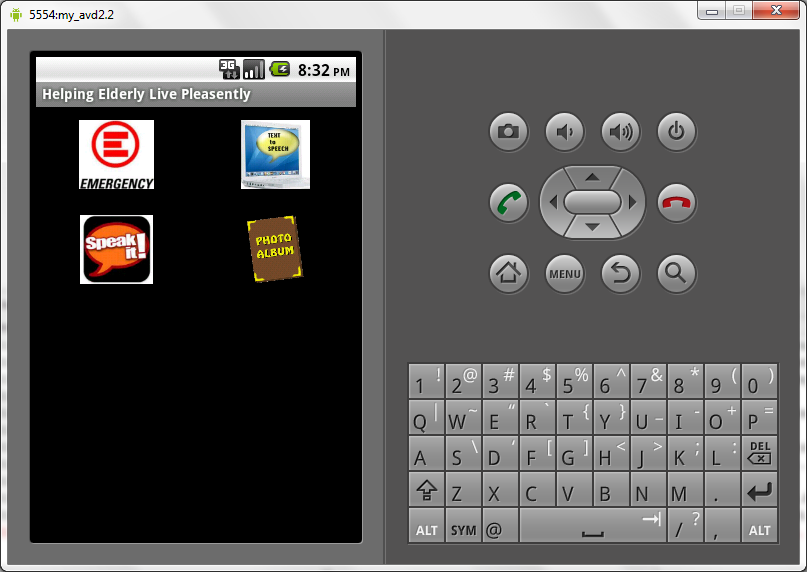 5554:my_avd2.2
3G 8:32 PM
Helping Elderly Live Pleasently
E
EMERGENCY
TEXT
to
SPEECH
Speak
it!
PHOTO
ALBUM
MENU
1 ! 2 @ 3 # 4 $ 5 % 6 ^ 7 & 8 * 9 ( 0 )
Q | W ~ E “ R ` T { Y } U _ I - O + P =
A S \ D ‘ F [ G ] H < J > K ; L : DEL
Z X C V B N M .
ALT SYM @ / ? , ALT